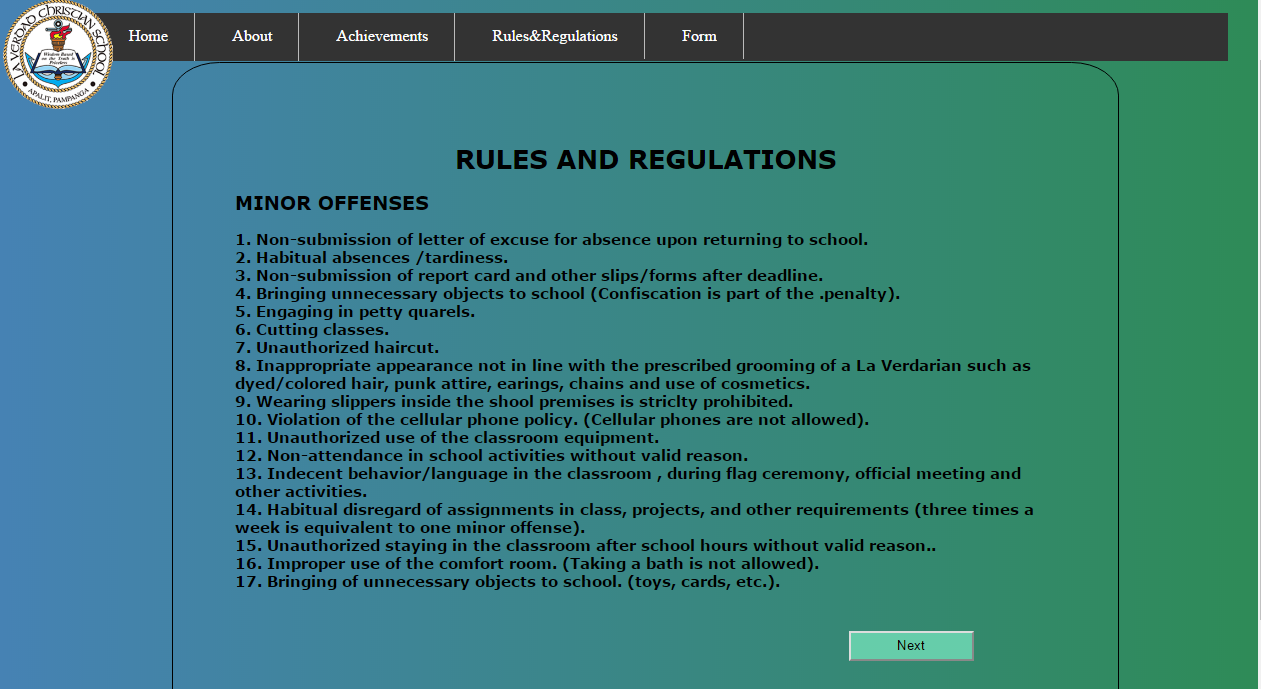 LA VERDAD CHRISTIAN SCHOOL
Wisdom Based
on the Truth is
Priceless
APALIT, PAMPANGA
Home About Achievements Rules&Regulations Form
RULES AND REGULATIONS
MINOR OFFENSES
1. Non-submission of letter of excuse for absence upon returning to school.
2. Habitual absences /tardiness.
3. Non-submission of report card and other slips/forms after deadline.
4. Bringing unnecessary objects to school (Confiscation is part of the .penalty).
5. Engaging in petty quarels.
6. Cutting classes.
7. Unauthorized haircut.
8. Inappropriate appearance not in line with the prescribed grooming of a La Verdarian such as
dyed/colored hair, punk attire, earings, chains and use of cosmetics.
9. Wearing slippers inside the shool premises is striclty prohibited.
10. Violation of the cellular phone policy. (Cellular phones are not allowed).
11. Unauthorized use of the classroom equipment.
12. Non-attendance in school activities without valid reason.
13. Indecent behavior/language in the classroom , during flag ceremony, official meeting and
other activities.
14. Habitual disregard of assignments in class, projects, and other requirements (three times a
week is equivalent to one minor offense).
15. Unauthorized staying in the classroom after school hours without valid reason..
16. Improper use of the comfort room. (Taking a bath is not allowed).
17. Bringing of unnecessary objects to school. (toys, cards, etc.).
Next